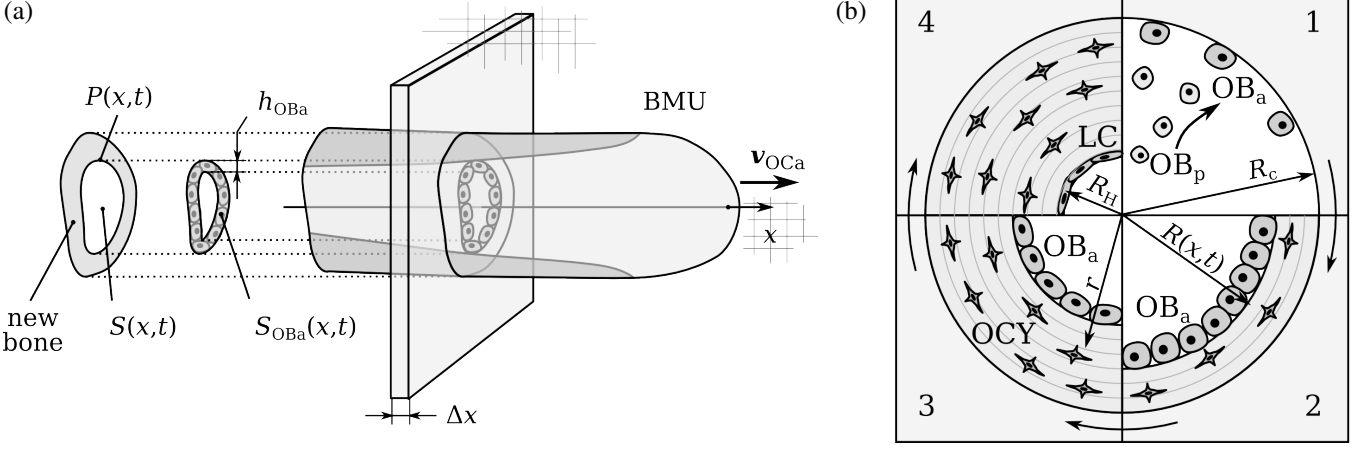 (a)
P(x,t)
h_OBa
BMU
v_OCa
x
new
bone
S(x,t)
S_OBa(x,t)
Δx
(b)
4
1
OB_a
LC
OB_p
R_c
R_H
R(x,t)
OB_a
r
OB_a
OCY
3
2